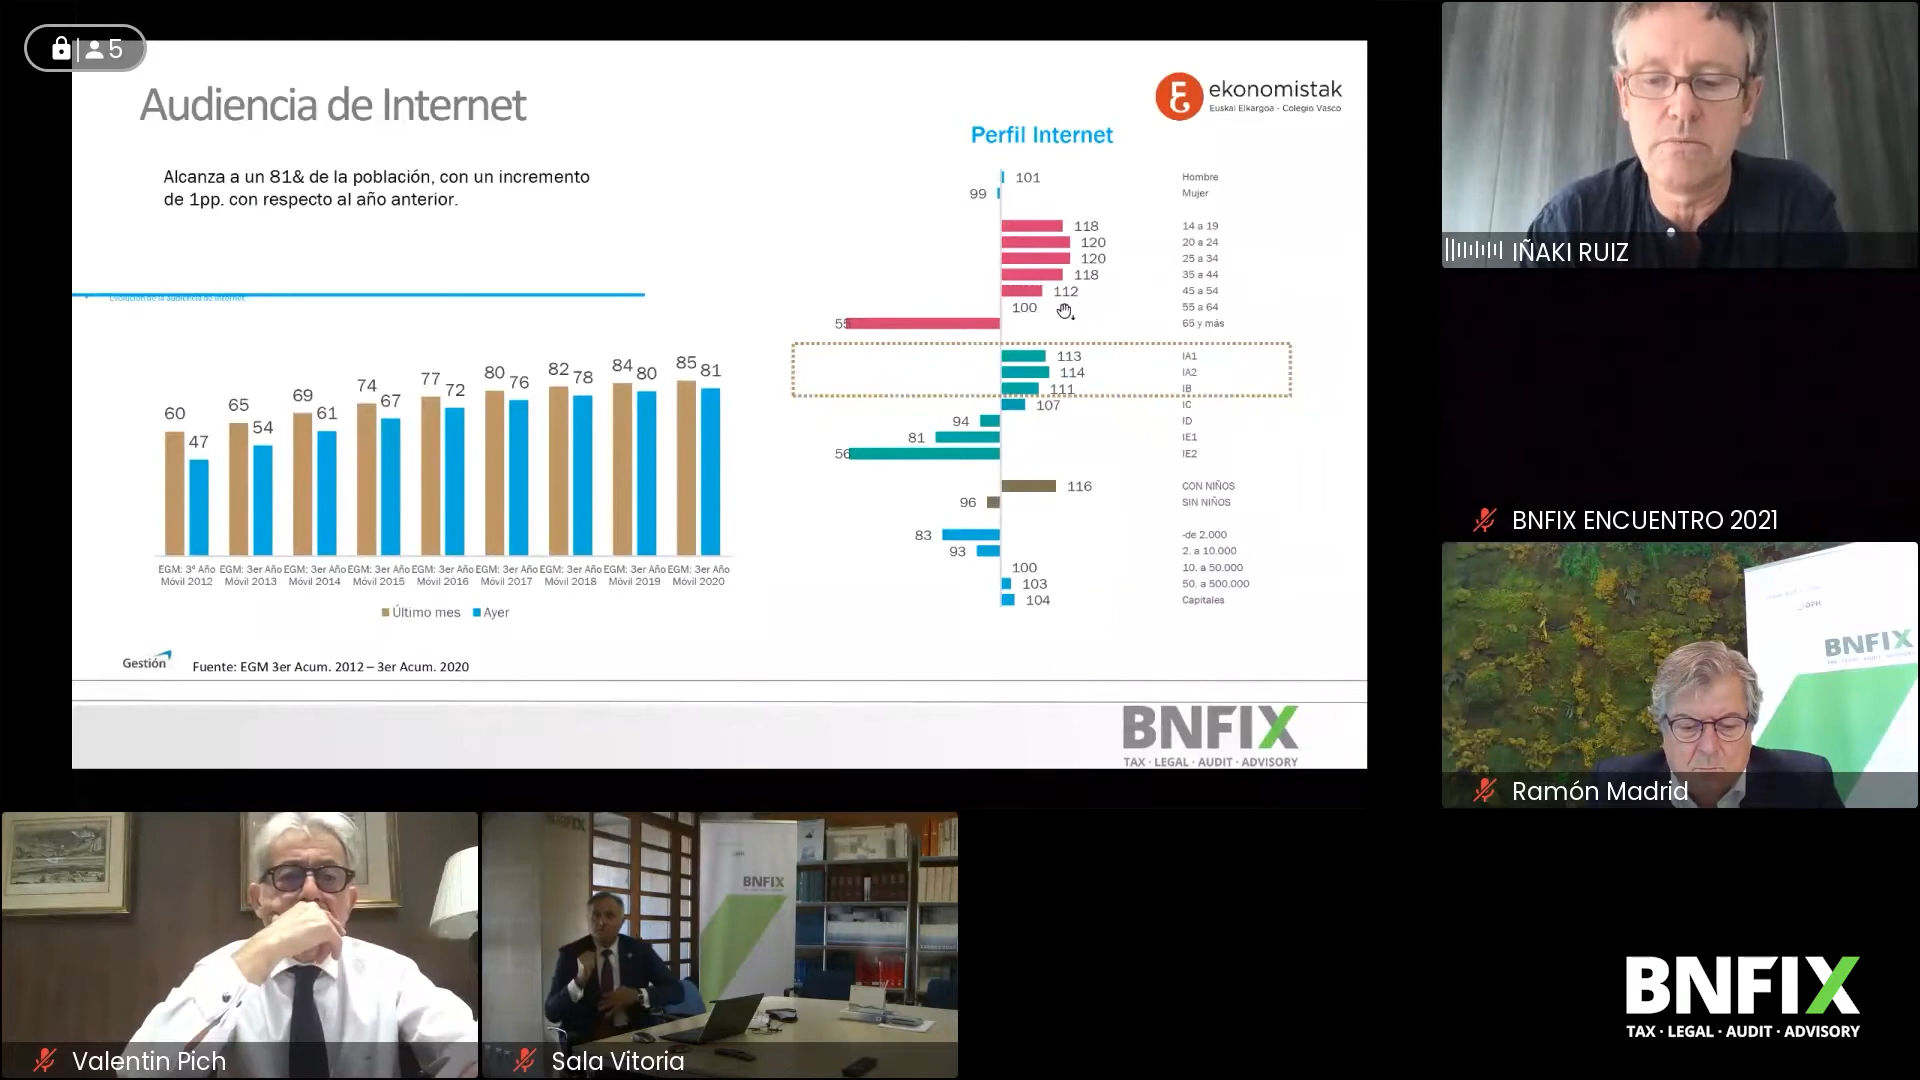 5
Audiencia de Internet
ekonomistak
Euskal Elkargoa - Colegio Vasco
Alcanza a un 81& de la población, con un incremento
de 1pp. con respecto al año anterior.
Evolución de la audiencia de Internet
60 47 65 54 69 61 74 67 77 72 80 76 82 78 84 80 85 81
EGM: 3º Año EGM: 3er Año EGM: 3er Año EGM: 3er Año EGM: 3er Año EGM: 3er Año EGM: 3er Año EGM: 3er Año EGM: 3er Año
Móvil 2012 Móvil 2013 Móvil 2014 Móvil 2015 Móvil 2016 Móvil 2017 Móvil 2018 Móvil 2019 Móvil 2020
Último mes Ayer
Gestión
Fuente: EGM 3er Acum. 2012 – 3er Acum. 2020
Perfil Internet
101 Hombre
99 Mujer
118 14 a 19
120 20 a 24
120 25 a 34
118 35 a 44
112 45 a 54
100 55 a 64
55 65 y más
113 IA1
114 IA2
111 IB
107 IC
94 ID
81 IE1
56 IE2
116 CON NIÑOS
96 SIN NIÑOS
83 -de 2.000
93 2. a 10.000
100 10. a 50.000
103 50. a 500.000
104 Capitales
BNFIX
TAX · LEGAL · AUDIT · ADVISORY
IÑAKI RUIZ
BNFIX ENCUENTRO 2021
BNFIX
Ramón Madrid
Valentin Pich
BNFIX
Sala Vitoria
BNFIX
TAX · LEGAL · AUDIT · ADVISORY